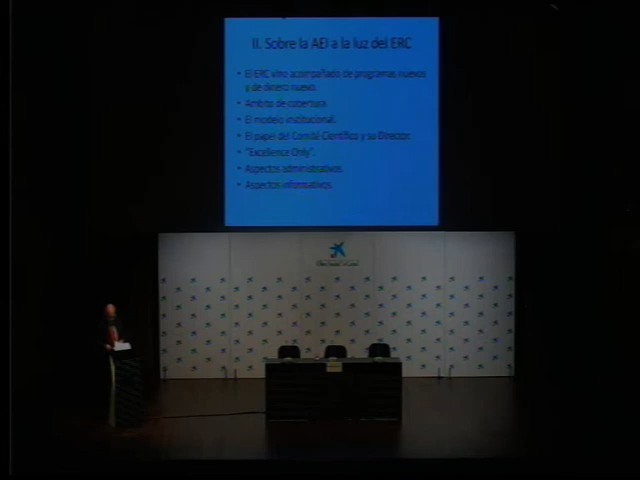 II. Sobre la AEI a la luz del ERC
• El ERC vino acompañado de programas nuevos
y de dinero nuevo.
• Ámbito de cobertura.
• El modelo institucional.
• El papel del Comité Científico y su Director.
• "Excellence Only".
• Aspectos administrativos.
• Aspectos informativos.